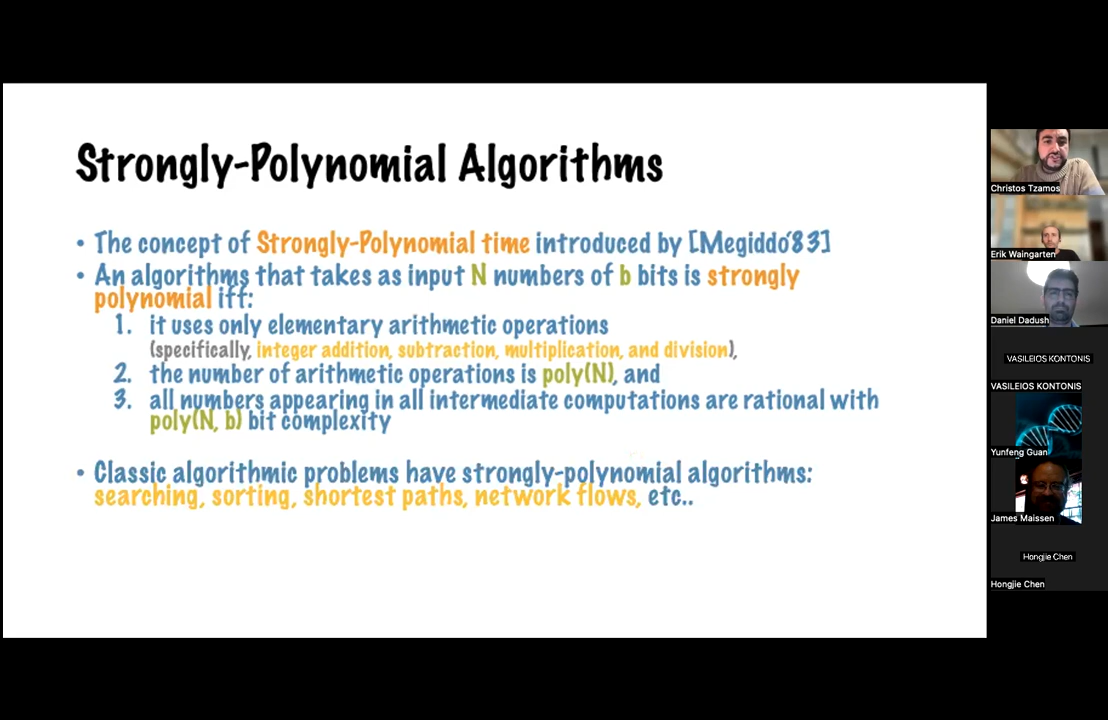 Strongly-Polynomial Algorithms
• The concept of Strongly-Polynomial time introduced by [Megiddo'83]
• An algorithms that takes as input N numbers of b bits is strongly
polynomial iff:
1. it uses only elementary arithmetic operations
(specifically, integer addition, subtraction, multiplication, and division),
2. the number of arithmetic operations is poly(N), and
3. all numbers appearing in all intermediate computations are rational with
poly(N, b) bit complexity
• Classic algorithmic problems have strongly-polynomial algorithms:
searching, sorting, shortest paths, network flows, etc..
Christos Tzamos
Erik Waingarten
Daniel Dadush
VASILEIOS KONTONIS
VASILEIOS KONTONIS
Yunfeng Guan
James Maissen
Hongjie Chen
Hongjie Chen